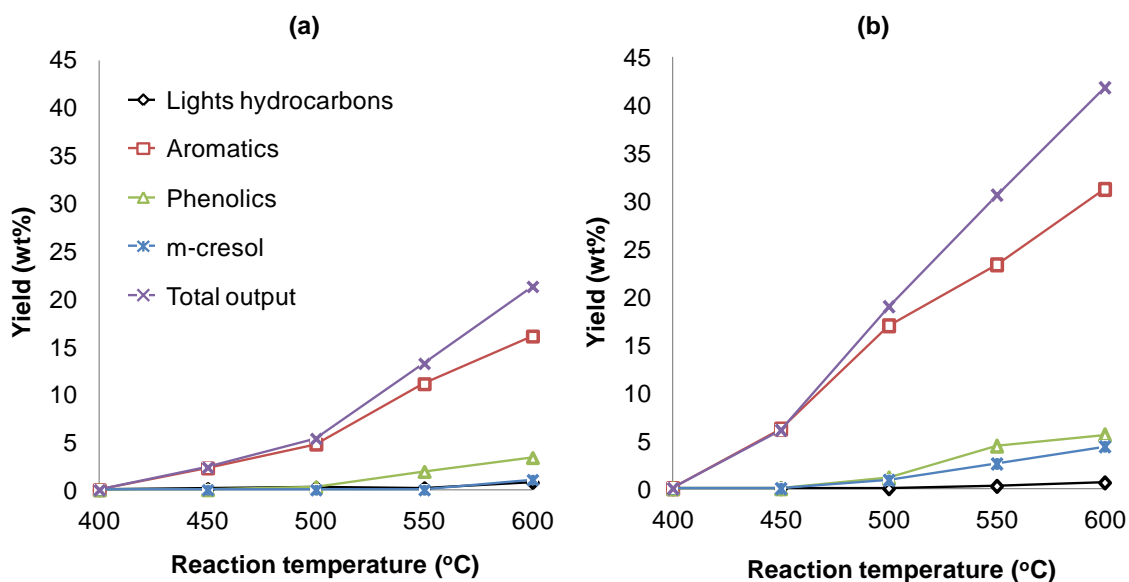 (a)
45
40
35
30
25
20
15
10
5
0
Yield (wt%)
Lights hydrocarbons
Aromatics
Phenolics
m-cresol
Total output
400 450 500 550 600
Reaction temperature (oC)
(b)
45
40
35
30
25
20
15
10
5
0
Yield (wt%)
400 450 500 550 600
Reaction temperature (oC)